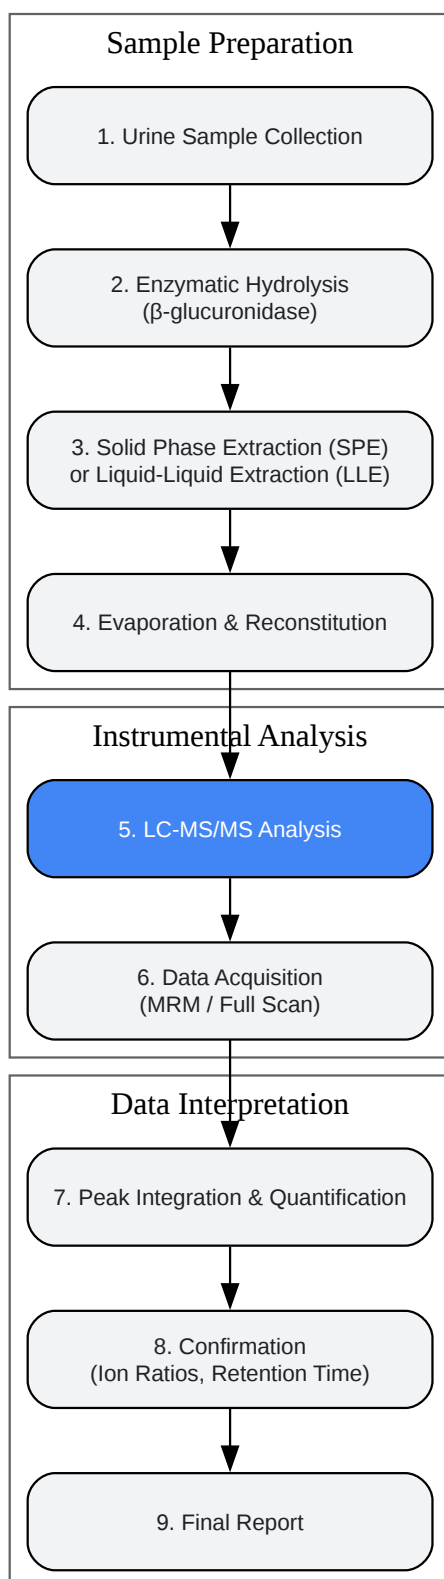 Sample Preparation
1. Urine Sample Collection
2. Enzymatic Hydrolysis
(β-glucuronidase)
3. Solid Phase Extraction (SPE)
or Liquid-Liquid Extraction (LLE)
4. Evaporation & Reconstitution
Instrumental Analysis
5. LC-MS/MS Analysis
6. Data Acquisition
(MRM / Full Scan)
Data Interpretation
7. Peak Integration & Quantification
8. Confirmation
(Ion Ratios, Retention Time)
9. Final Report